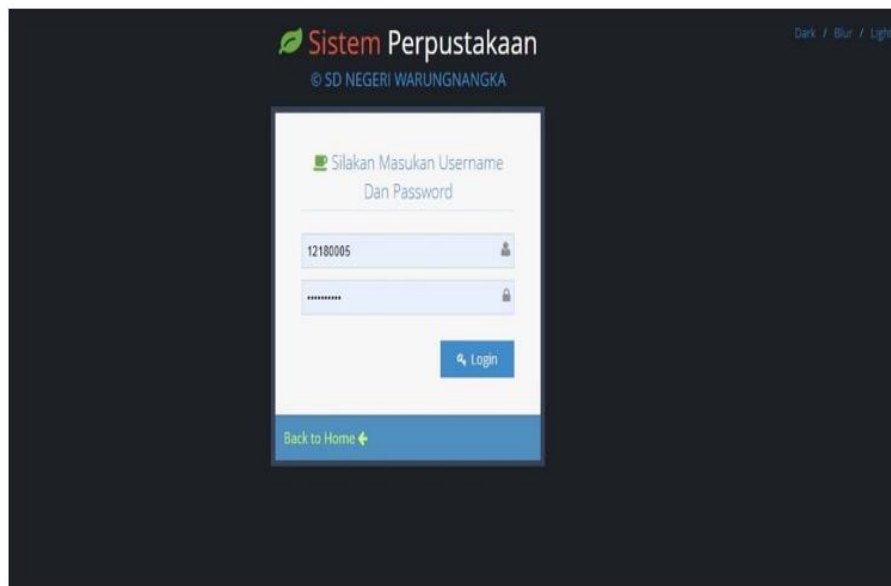 Sistem Perpustakaan
Dark / Blur / Light
© SD NEGERI WARUNGNANGKA
Silakan Masukan Username
Dan Password
12180005
••••••••••
Login
Back to Home